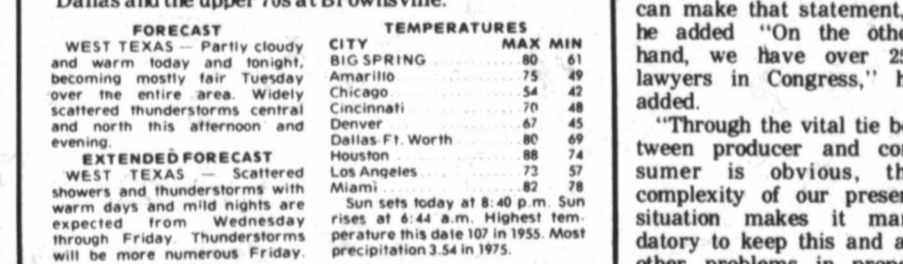 Dallas and the upper 70s at Brownsville.
FORECAST
WEST TEXAS — Partly cloudy
and warm today and tonight,
becoming mostly fair Tuesday
over the entire area. Widely
scattered thunderstorms central
and north this afternoon and
evening.
EXTENDED FORECAST
WEST TEXAS — Scattered
showers and thunderstorms with
warm days and mild nights are
expected from Wednesday
through Friday. Thunderstorms
will be more numerous Friday.
TEMPERATURES
CITY MAX MIN
BIG SPRING 80 61
Amarillo 75 49
Chicago 54 42
Cincinnati 70 48
Denver 67 45
Dallas-Ft. Worth 80 69
Houston 88 74
Los Angeles 73 57
Miami 82 78
Sun sets today at 8:40 p.m. Sun
rises at 6:44 a.m. Highest tem-
perature this date 107 in 1955. Most
precipitation 3.54 in 1975.
can make that statement,
he added "On the othe
hand, we have over 25
lawyers in Congress," h
added.
"Through the vital tie be
tween producer and con
sumer is obvious, th
complexity of our presen
situation makes it man
datory to keep this and a
other problems in